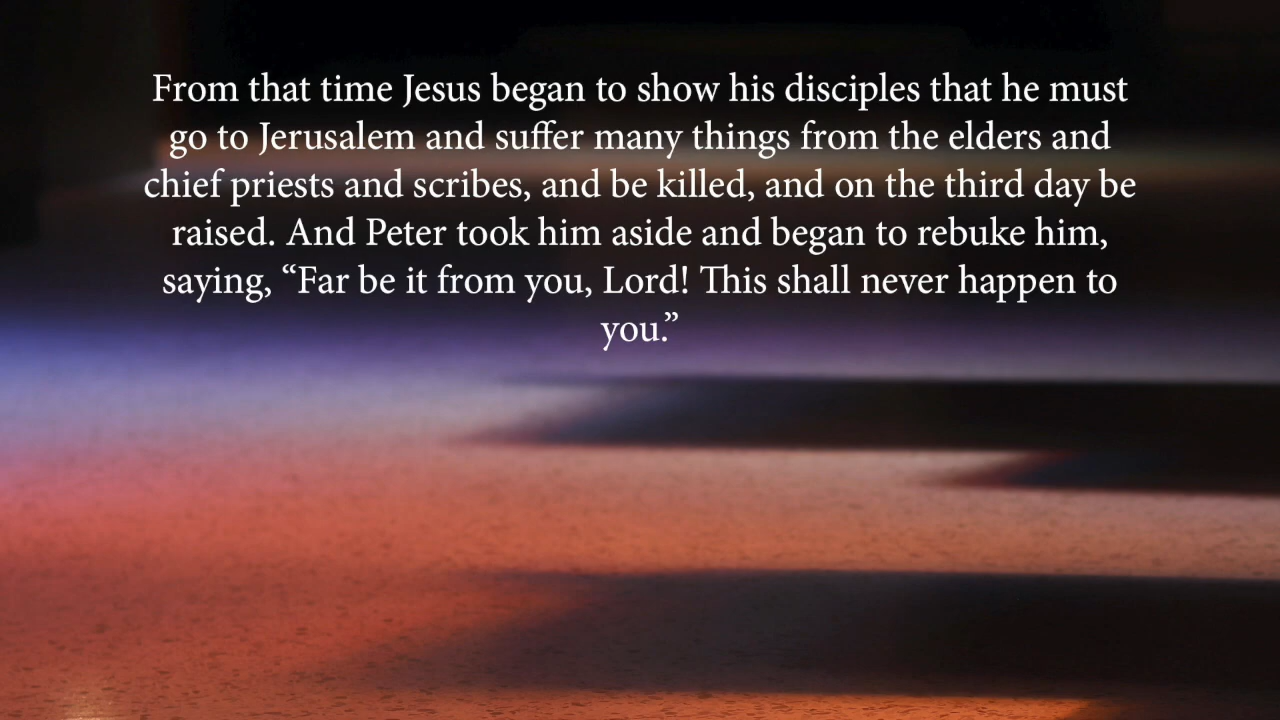 From that time Jesus began to show his disciples that he must
go to Jerusalem and suffer many things from the elders and
chief priests and scribes, and be killed, and on the third day be
raised. And Peter took him aside and began to rebuke him,
saying, “Far be it from you, Lord! This shall never happen to
you.”